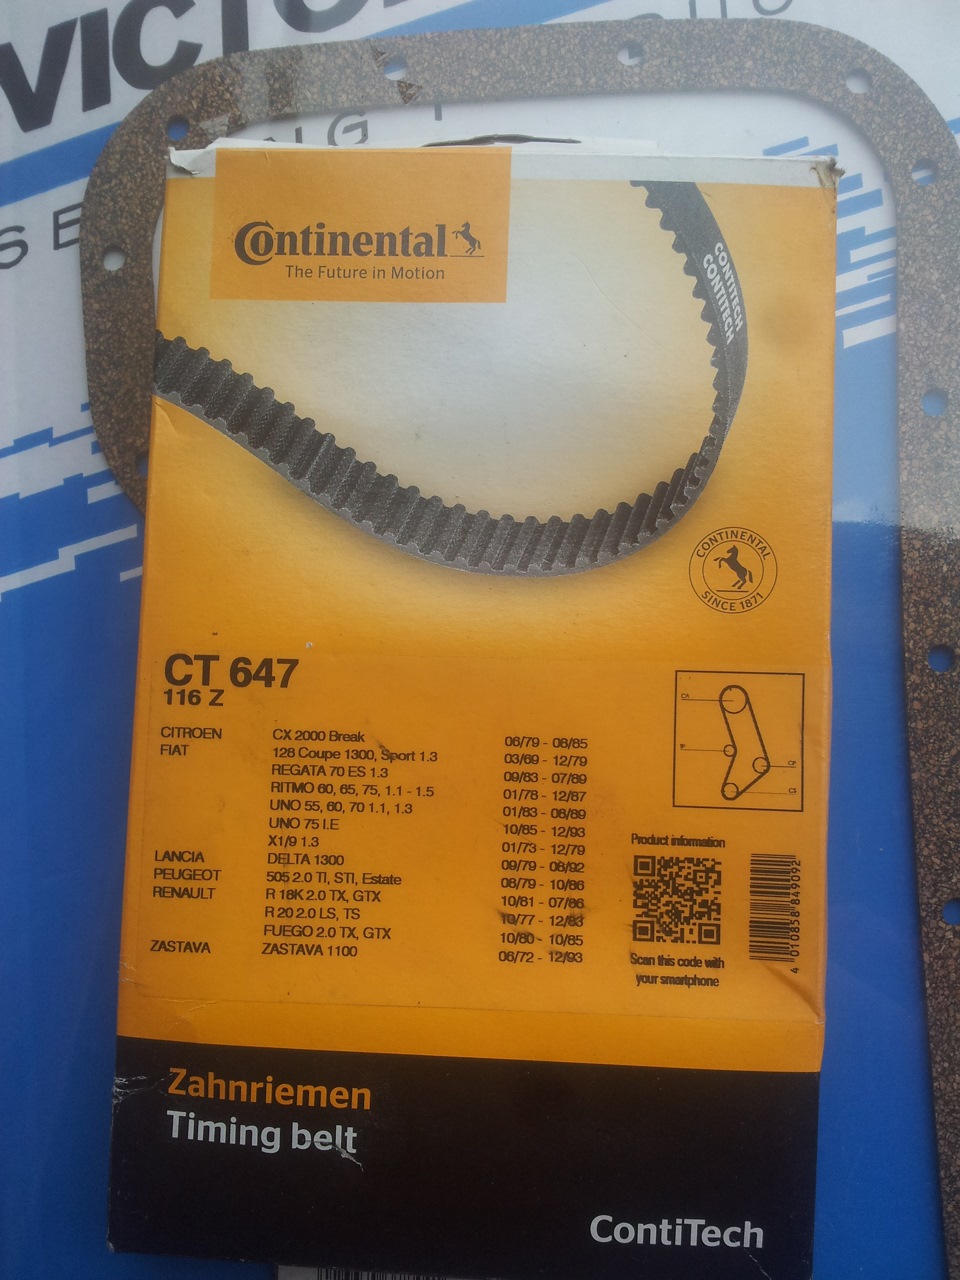 VICTO
SE NG
Continental
The Future in Motion
CONTITECH
CONTITECH
CONTINENTAL
SINCE 1871
CT 647
116 Z
CITROEN CX 2000 Break 06/79 - 08/85
FIAT 128 Coupe 1300, Sport 1.3 03/69 - 12/79
REGATA 70 ES 1.3 09/83 - 07/89
RITMO 60, 65, 75, 1.1 - 1.5 01/78 - 12/87
UNO 55, 60, 70 1.1, 1.3 01/83 - 08/89
UNO 75 I.E 10/85 - 12/93
X1/9 1.3 01/73 - 12/79
LANCIA DELTA 1300 09/79 - 08/92
PEUGEOT 505 2.0 TI, STI, Estate 08/79 - 10/86
RENAULT R 18K 2.0 TX, GTX 10/81 - 07/86
R 20 2.0 LS, TS 10/77 - 12/83
FUEGO 2.0 TX, GTX 10/80 - 10/85
ZASTAVA ZASTAVA 1100 06/72 - 12/93
CA
CS
Product information
Scan this code with
your smartphone
4 010858 849092
Zahnriemen
Timing belt
ContiTech